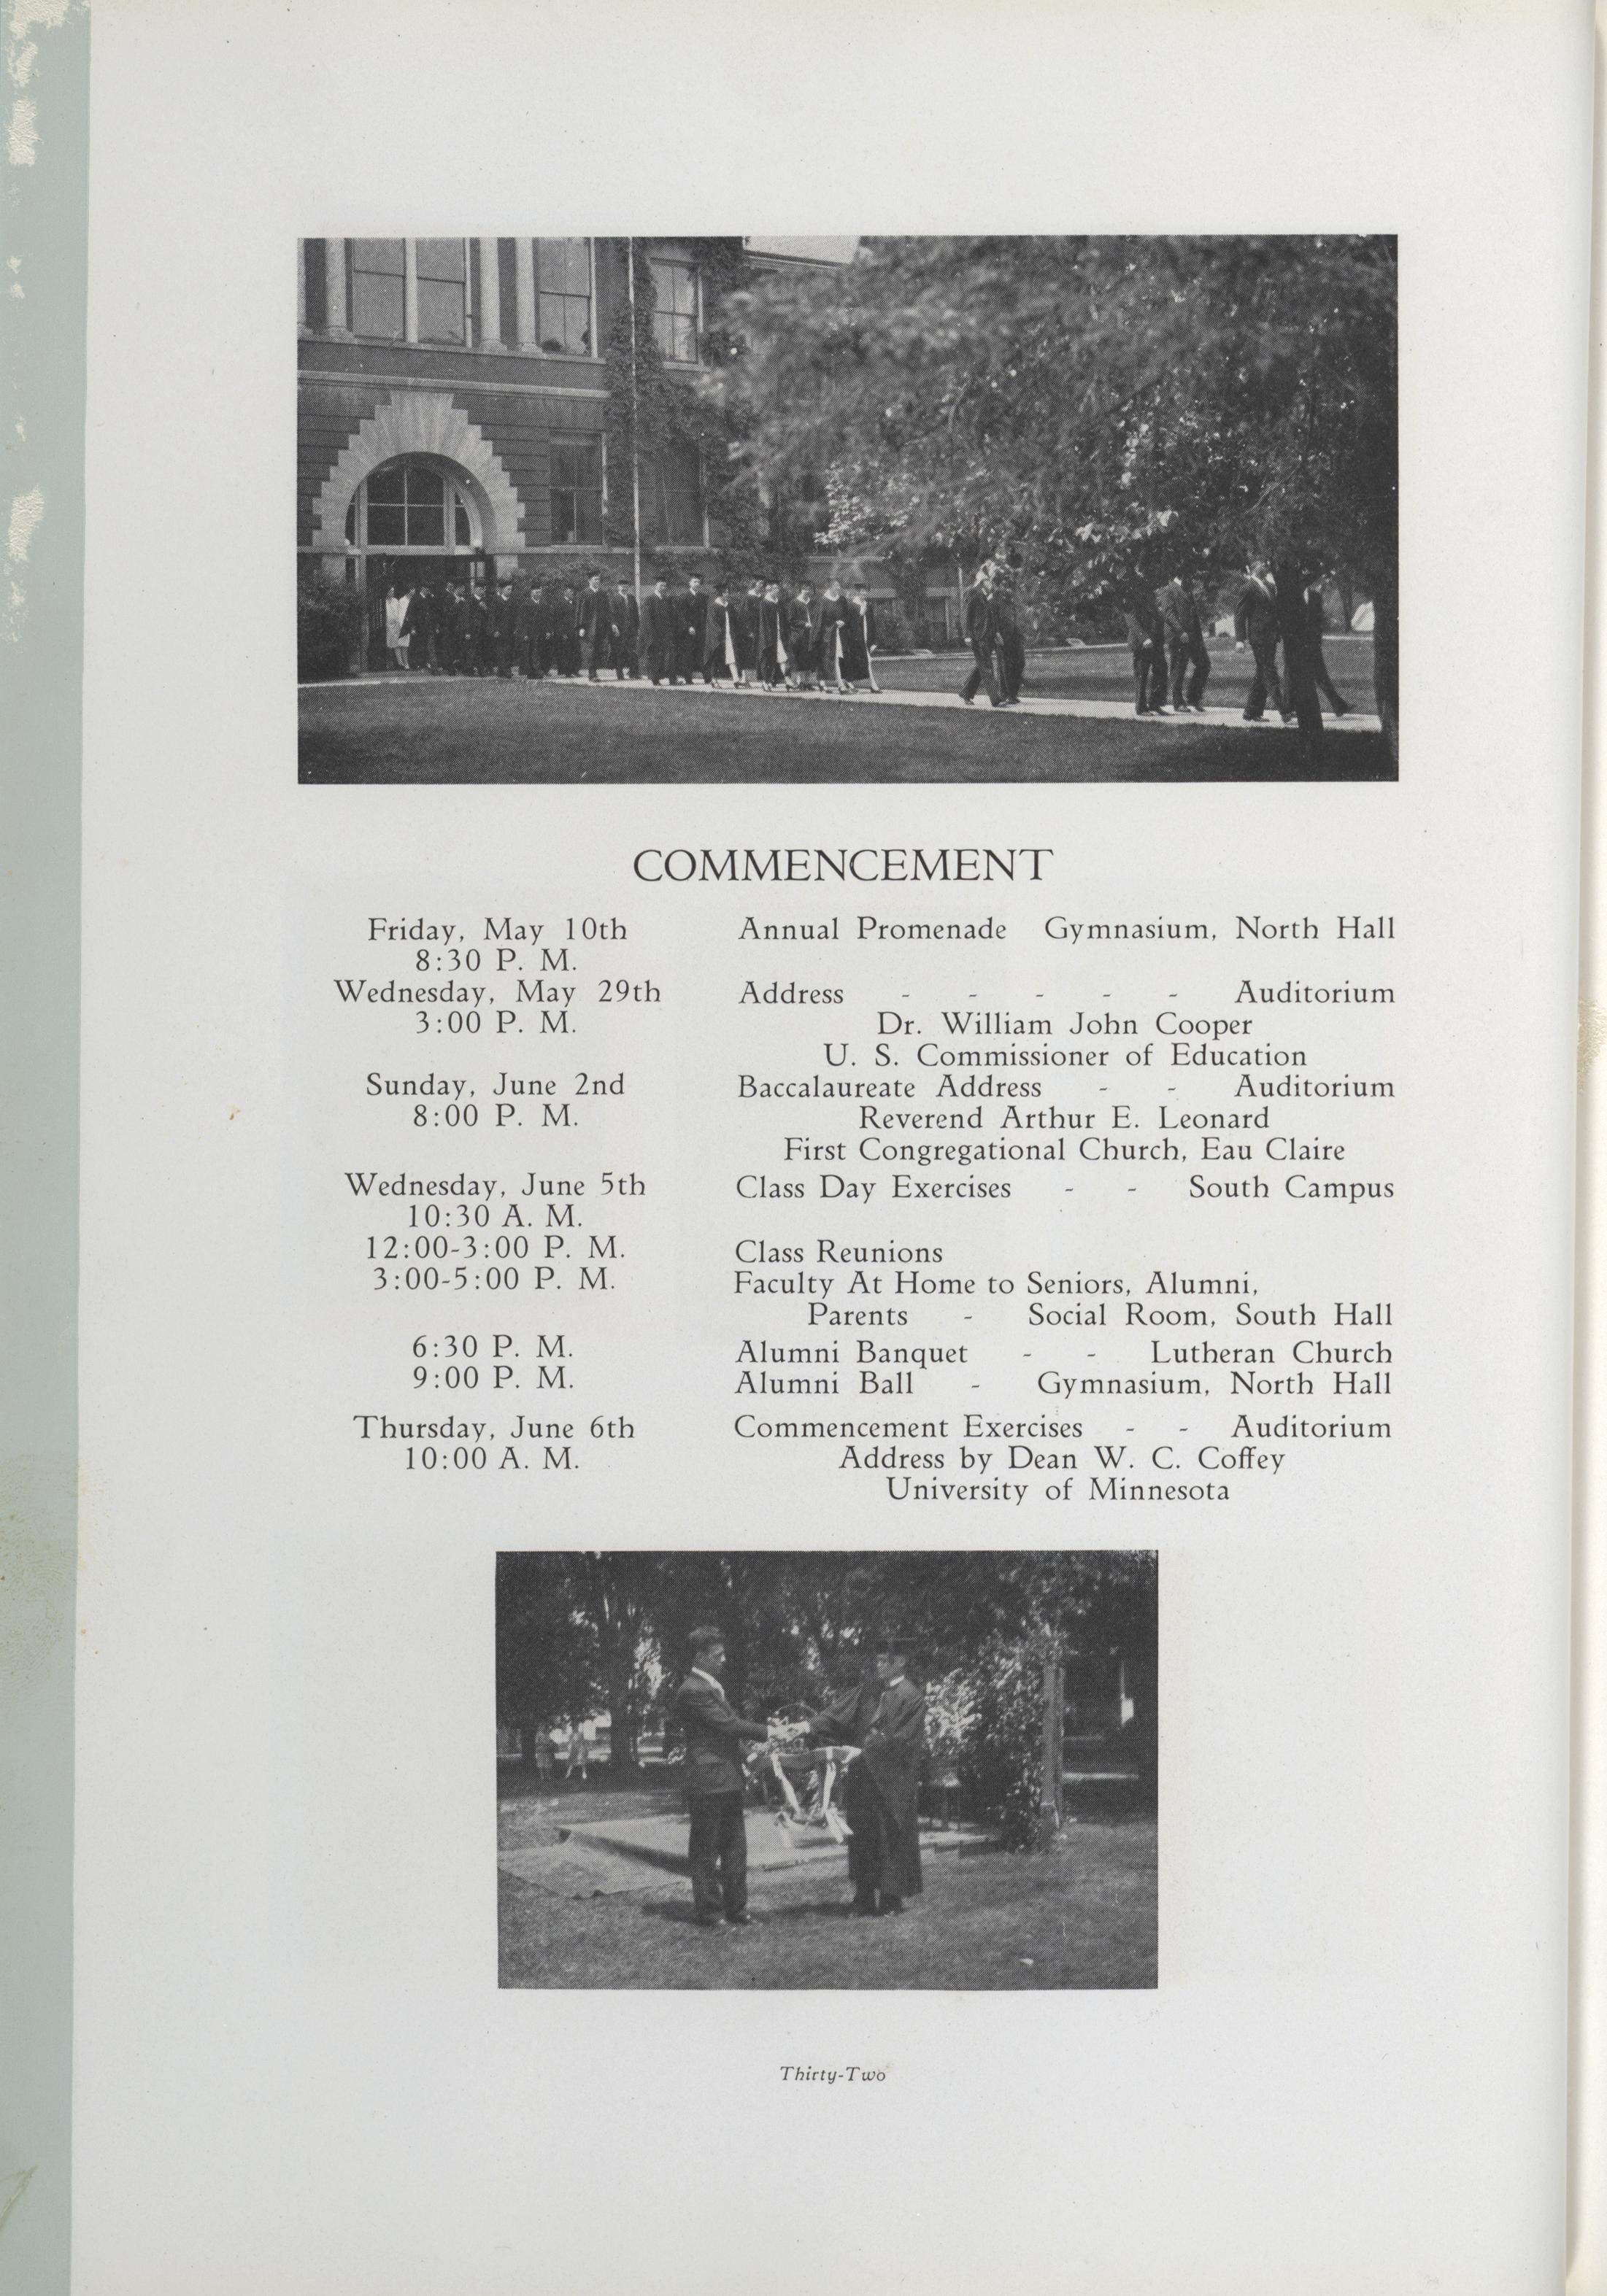 COMMENCEMENT
Friday, May 10th Annual Promenade Gymnasium, North Hall
8:30 P. M.
Wednesday, May 29th Address - - - - - Auditorium
3:00 P. M. Dr. William John Cooper
U. S. Commissioner of Education
Sunday, June 2nd Baccalaureate Address - - Auditorium
8:00 P. M. Reverend Arthur E. Leonard
First Congregational Church, Eau Claire
Wednesday, June 5th Class Day Exercises - - South Campus
10:30 A. M.
12:00-3:00 P. M. Class Reunions
3:00-5:00 P. M. Faculty At Home to Seniors, Alumni,
Parents - Social Room, South Hall
6:30 P. M. Alumni Banquet - - Lutheran Church
9:00 P. M. Alumni Ball - Gymnasium, North Hall
Thursday, June 6th Commencement Exercises - - Auditorium
10:00 A. M. Address by Dean W. C. Coffey
University of Minnesota
Thirty-Two